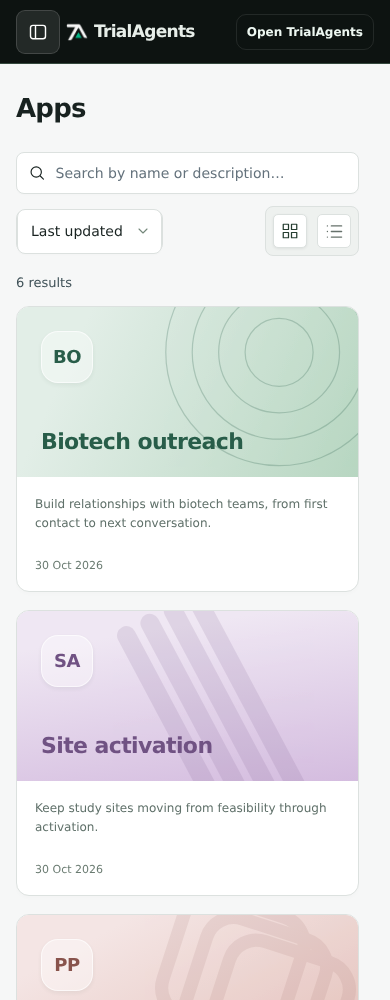 TrialAgents
Open TrialAgents
Apps
Search by name or description...
Last updated
6 results
BO
Biotech outreach
Build relationships with biotech teams, from first
contact to next conversation.
30 Oct 2026
SA
Site activation
Keep study sites moving from feasibility through
activation.
30 Oct 2026
PP